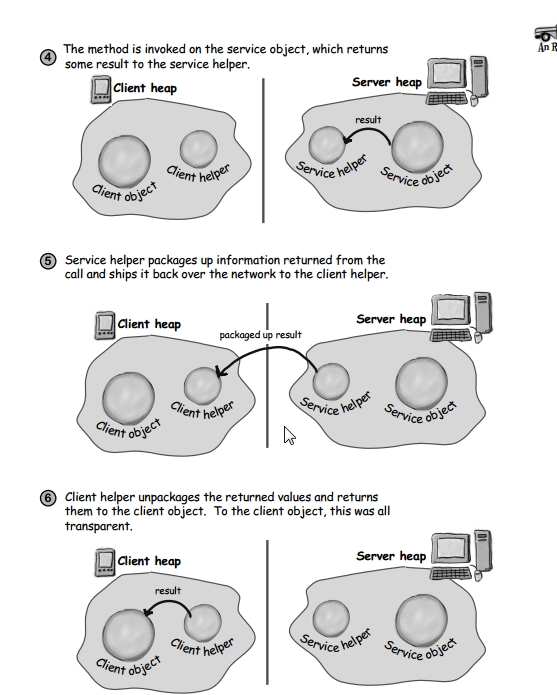 An R
4 The method is invoked on the service object, which returns
some result to the service helper.
Client heap
Server heap
result
Client object
Client helper
Service helper
Service object
5 Service helper packages up information returned from the
call and ships it back over the network to the client helper.
Client heap
Server heap
packaged up result
Client object
Client helper
Service helper
Service object
6 Client helper unpackages the returned values and returns
them to the client object. To the client object, this was all
transparent.
Client heap
Server heap
result
Client object
Client helper
Service helper
Service object